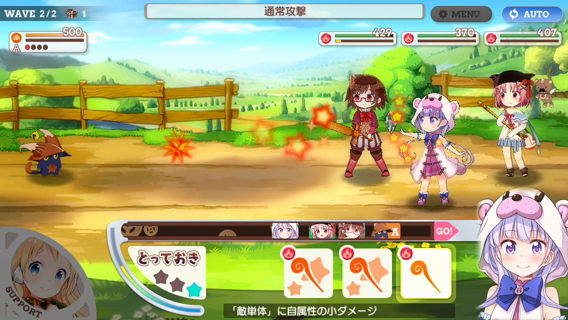 WAVE 2/2 1
通常攻撃
MENU
AUTO
500
A
429
370
407
A
GO!
とっておき
SUPPORT
「敵単体」に自属性の小ダメージ